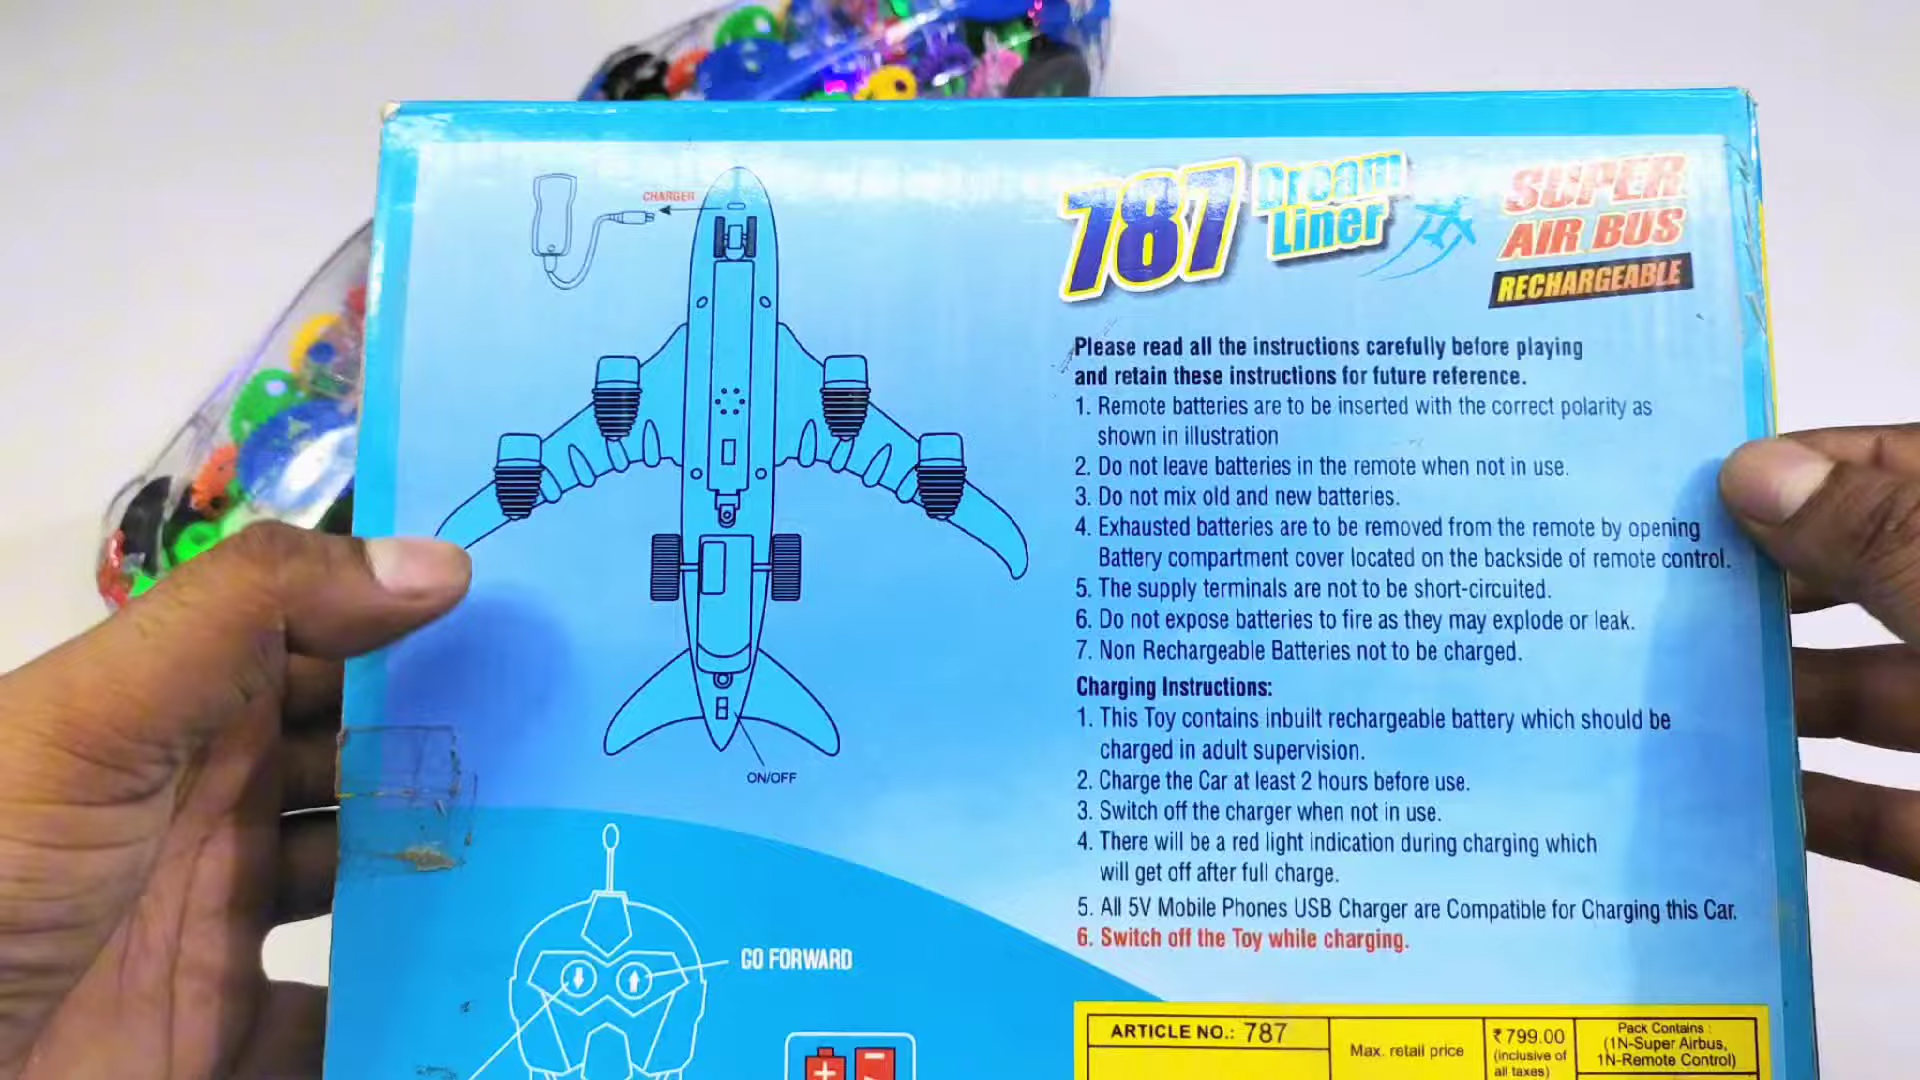 CHARGER
ON/OFF
GO FORWARD
787 Dream Liner
SUPER
AIR BUS
RECHARGEABLE
Please read all the instructions carefully before playing
and retain these instructions for future reference.
1. Remote batteries are to be inserted with the correct polarity as
shown in illustration
2. Do not leave batteries in the remote when not in use.
3. Do not mix old and new batteries.
4. Exhausted batteries are to be removed from the remote by opening
Battery compartment cover located on the backside of remote control.
5. The supply terminals are not to be short-circuited.
6. Do not expose batteries to fire as they may explode or leak.
7. Non Rechargeable Batteries not to be charged.
Charging Instructions:
1. This Toy contains inbuilt rechargeable battery which should be
charged in adult supervision.
2. Charge the Car at least 2 hours before use.
3. Switch off the charger when not in use.
4. There will be a red light indication during charging which
will get off after full charge.
5. All 5V Mobile Phones USB Charger are Compatible for Charging this Car.
6. Switch off the Toy while charging.
ARTICLE NO.: 787
Max. retail price
₹799.00
(inclusive of
all taxes)
Pack Contains :
(1N-Super Airbus,
1N-Remote Control)